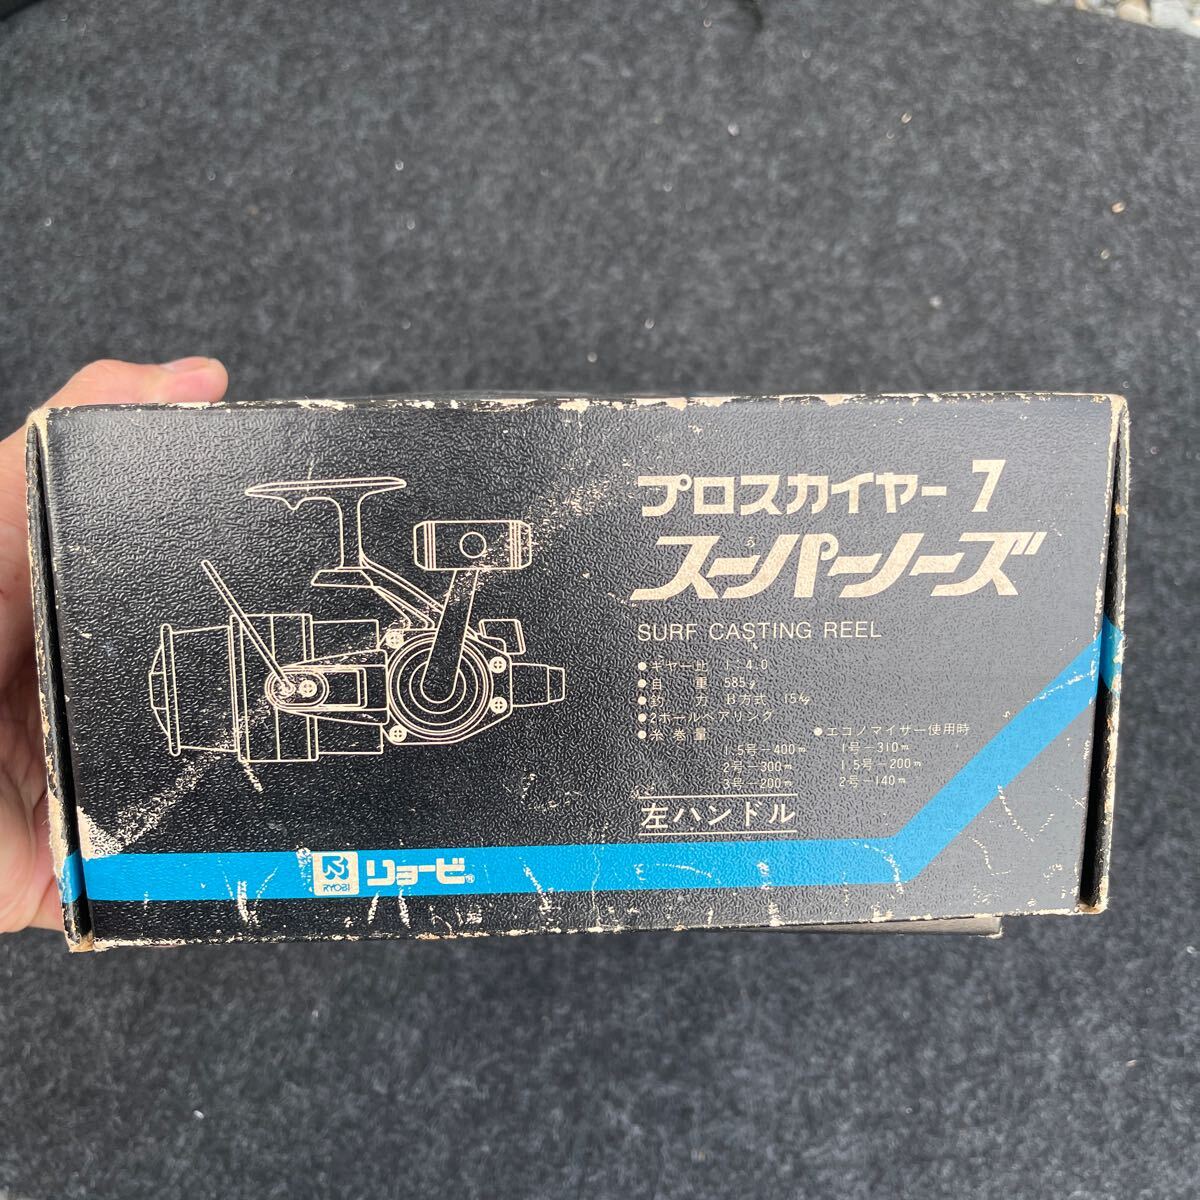 プロスカイヤー 7
スーパーノーズ
SURF CASTING REEL
●ギヤー比 1:4.0
●自 重 585g
●釣 力 B方式 15kg
●2ボールベアリング
●糸巻量
1.5号-400m
2号-300m
3号-200m
●エコノマイザー使用時
1号-310m
1.5号-200m
2号-140m
左ハンドル
RYOBI
リョービ®